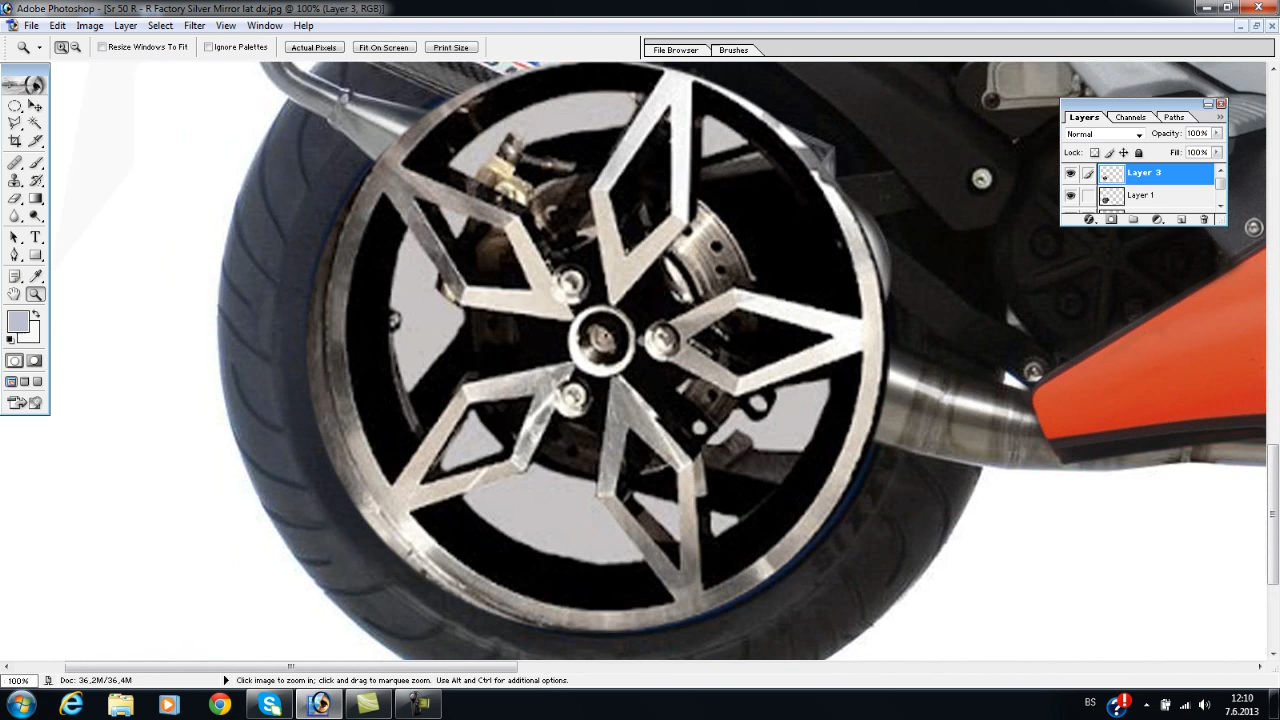 Adobe Photoshop - [Sr 50 R - R Factory Silver Mirror lat dx.jpg @ 100% (Layer 3, RGB)]
File Edit Image Layer Select Filter View Window Help
Resize Windows To Fit Ignore Palettes Actual Pixels Fit On Screen Print Size File Browser Brushes
Layers Channels Paths
Normal Opacity: 100%
Lock: Fill: 100%
Layer 3
Layer 1
T
100% Doc: 36,2M/36,4M Click image to zoom in; click and drag to marquee zoom. Use Alt and Ctrl for additional options.
BS 12:10
7.6.2013